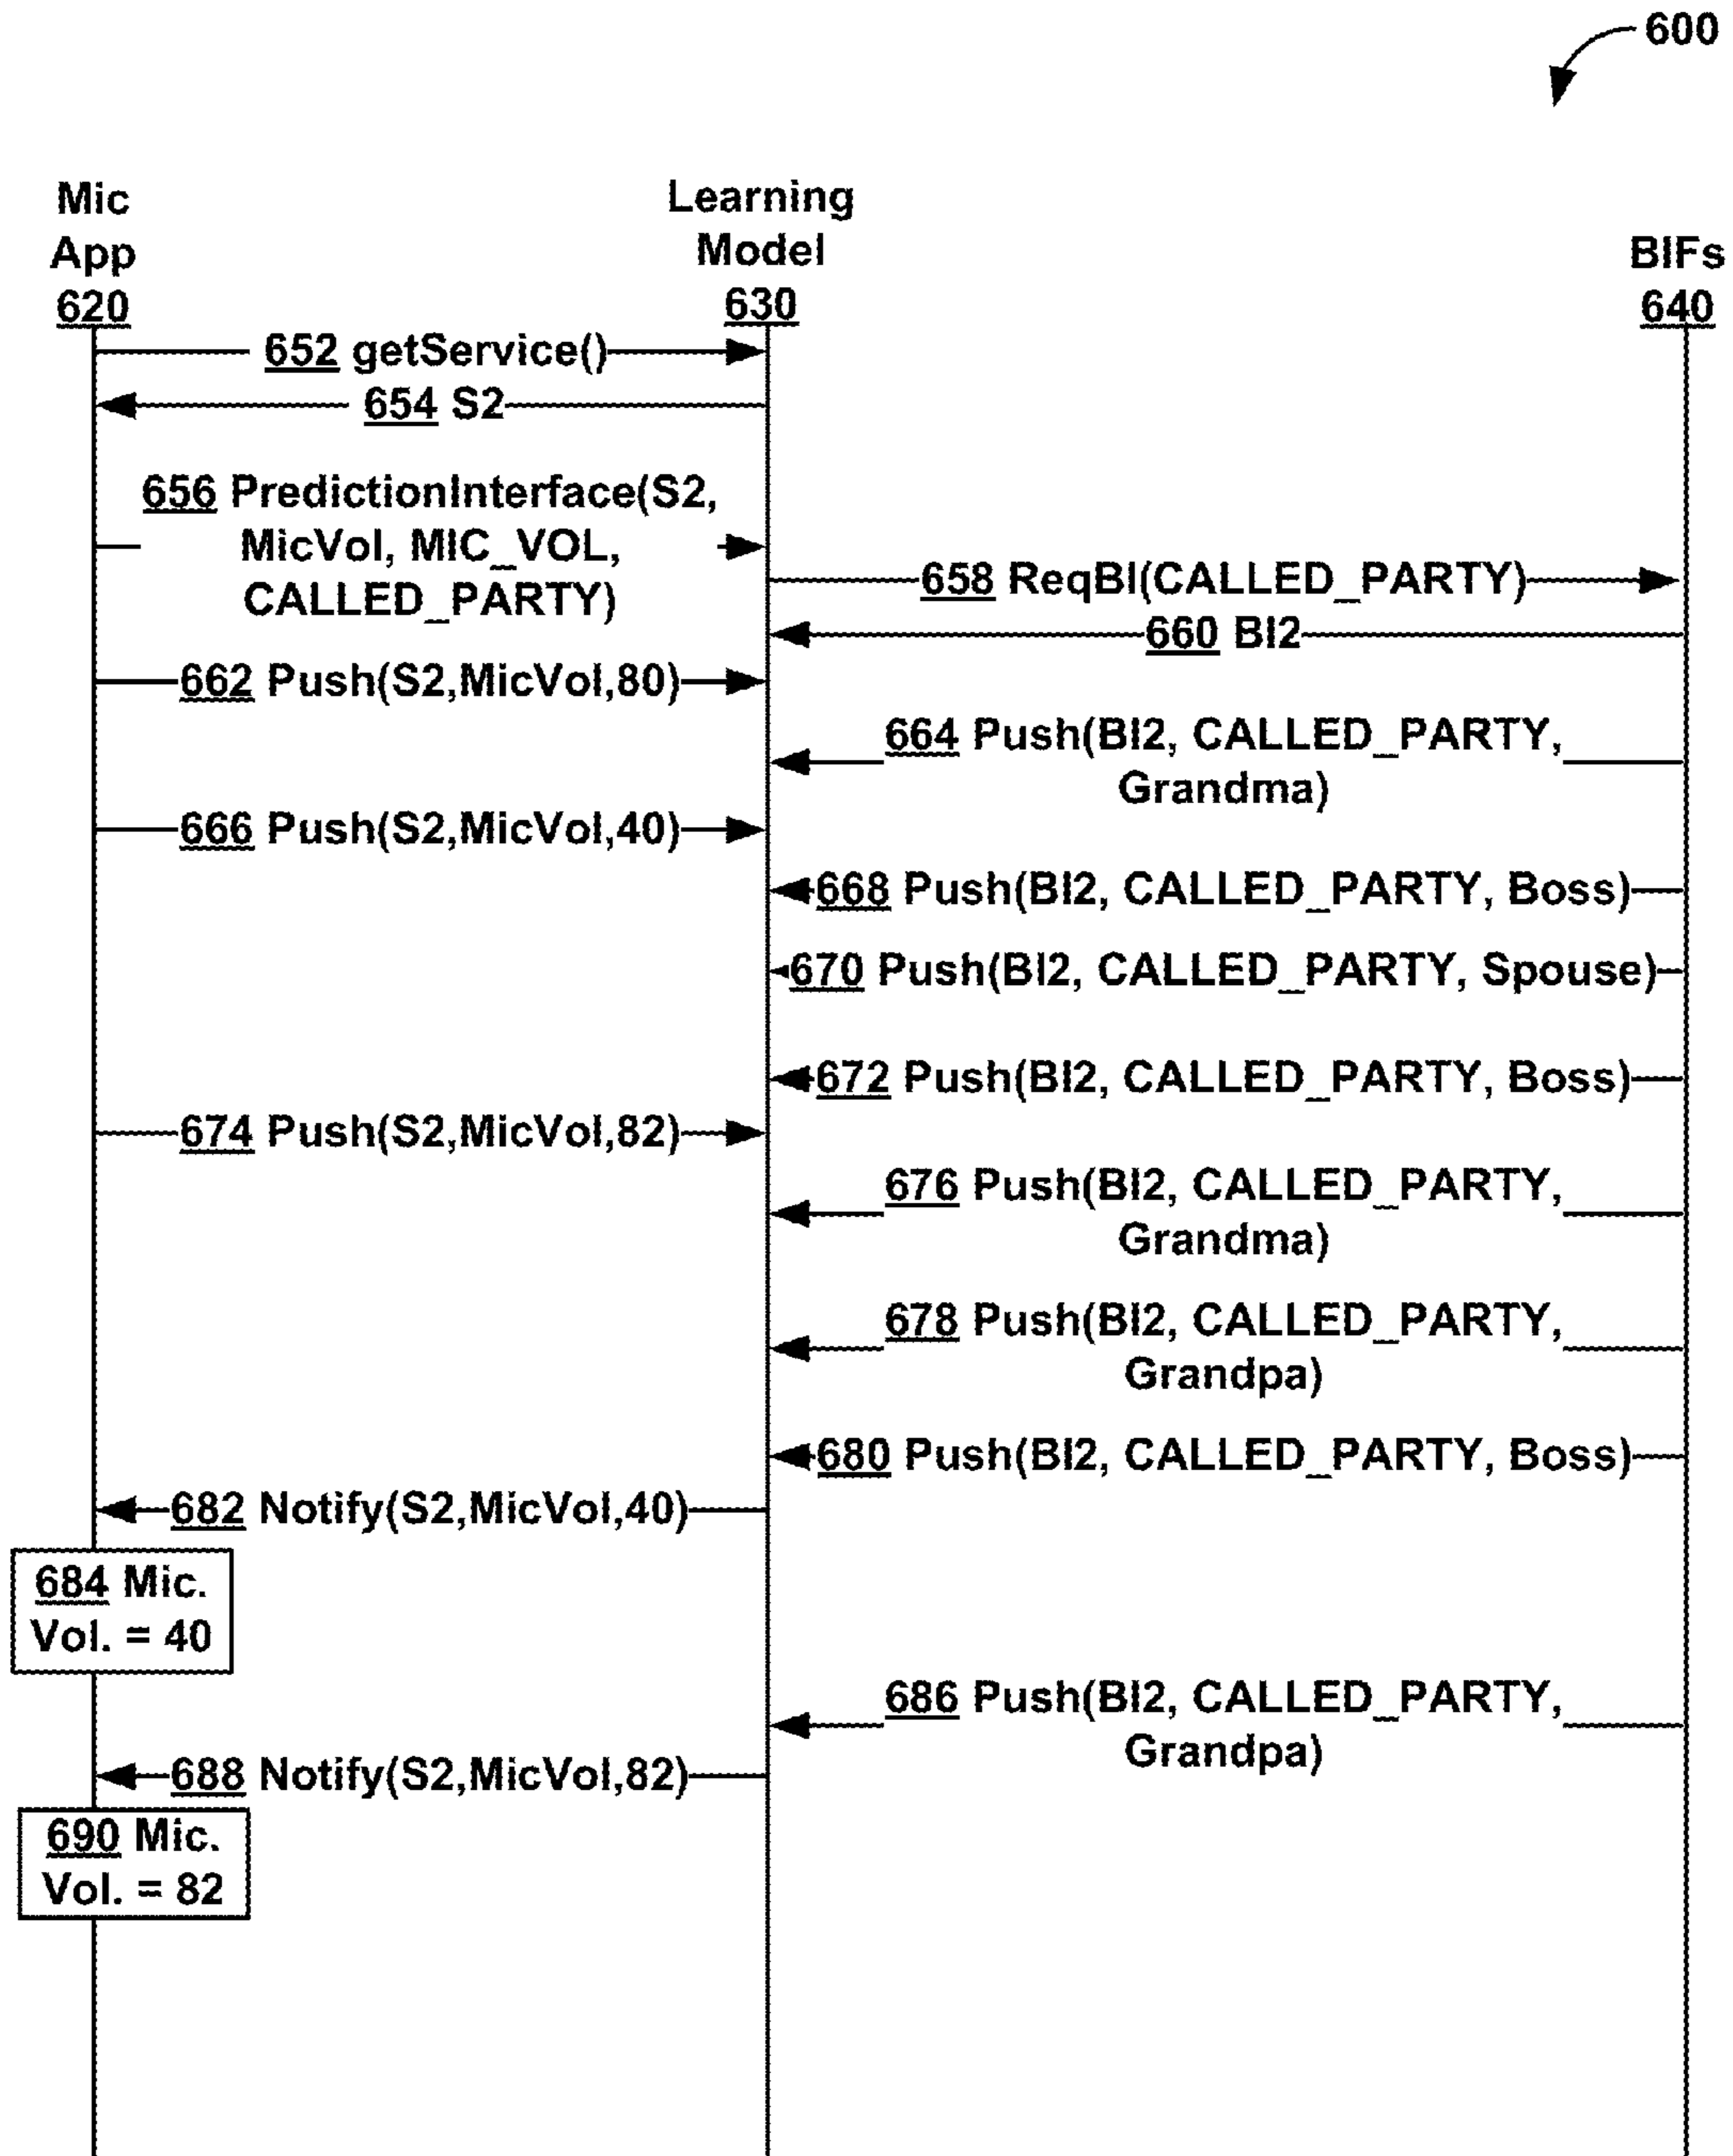 600
Mic
App
620
Learning
Model
630
BIFs
640
652 getService()
654 S2
656 PredictionInterface(S2,
MicVol, MIC_VOL,
CALLED_PARTY)
658 ReqBI(CALLED_PARTY)
660 BI2
662 Push(S2,MicVol,80)
664 Push(BI2, CALLED_PARTY,
Grandma)
666 Push(S2,MicVol,40)
668 Push(BI2, CALLED_PARTY, Boss)
670 Push(BI2, CALLED_PARTY, Spouse)
672 Push(BI2, CALLED_PARTY, Boss)
674 Push(S2,MicVol,82)
676 Push(BI2, CALLED_PARTY,
Grandma)
678 Push(BI2, CALLED_PARTY,
Grandpa)
680 Push(BI2, CALLED_PARTY, Boss)
682 Notify(S2,MicVol,40)
684 Mic.
Vol. = 40
686 Push(BI2, CALLED_PARTY,
Grandpa)
688 Notify(S2,MicVol,82)
690 Mic.
Vol. = 82